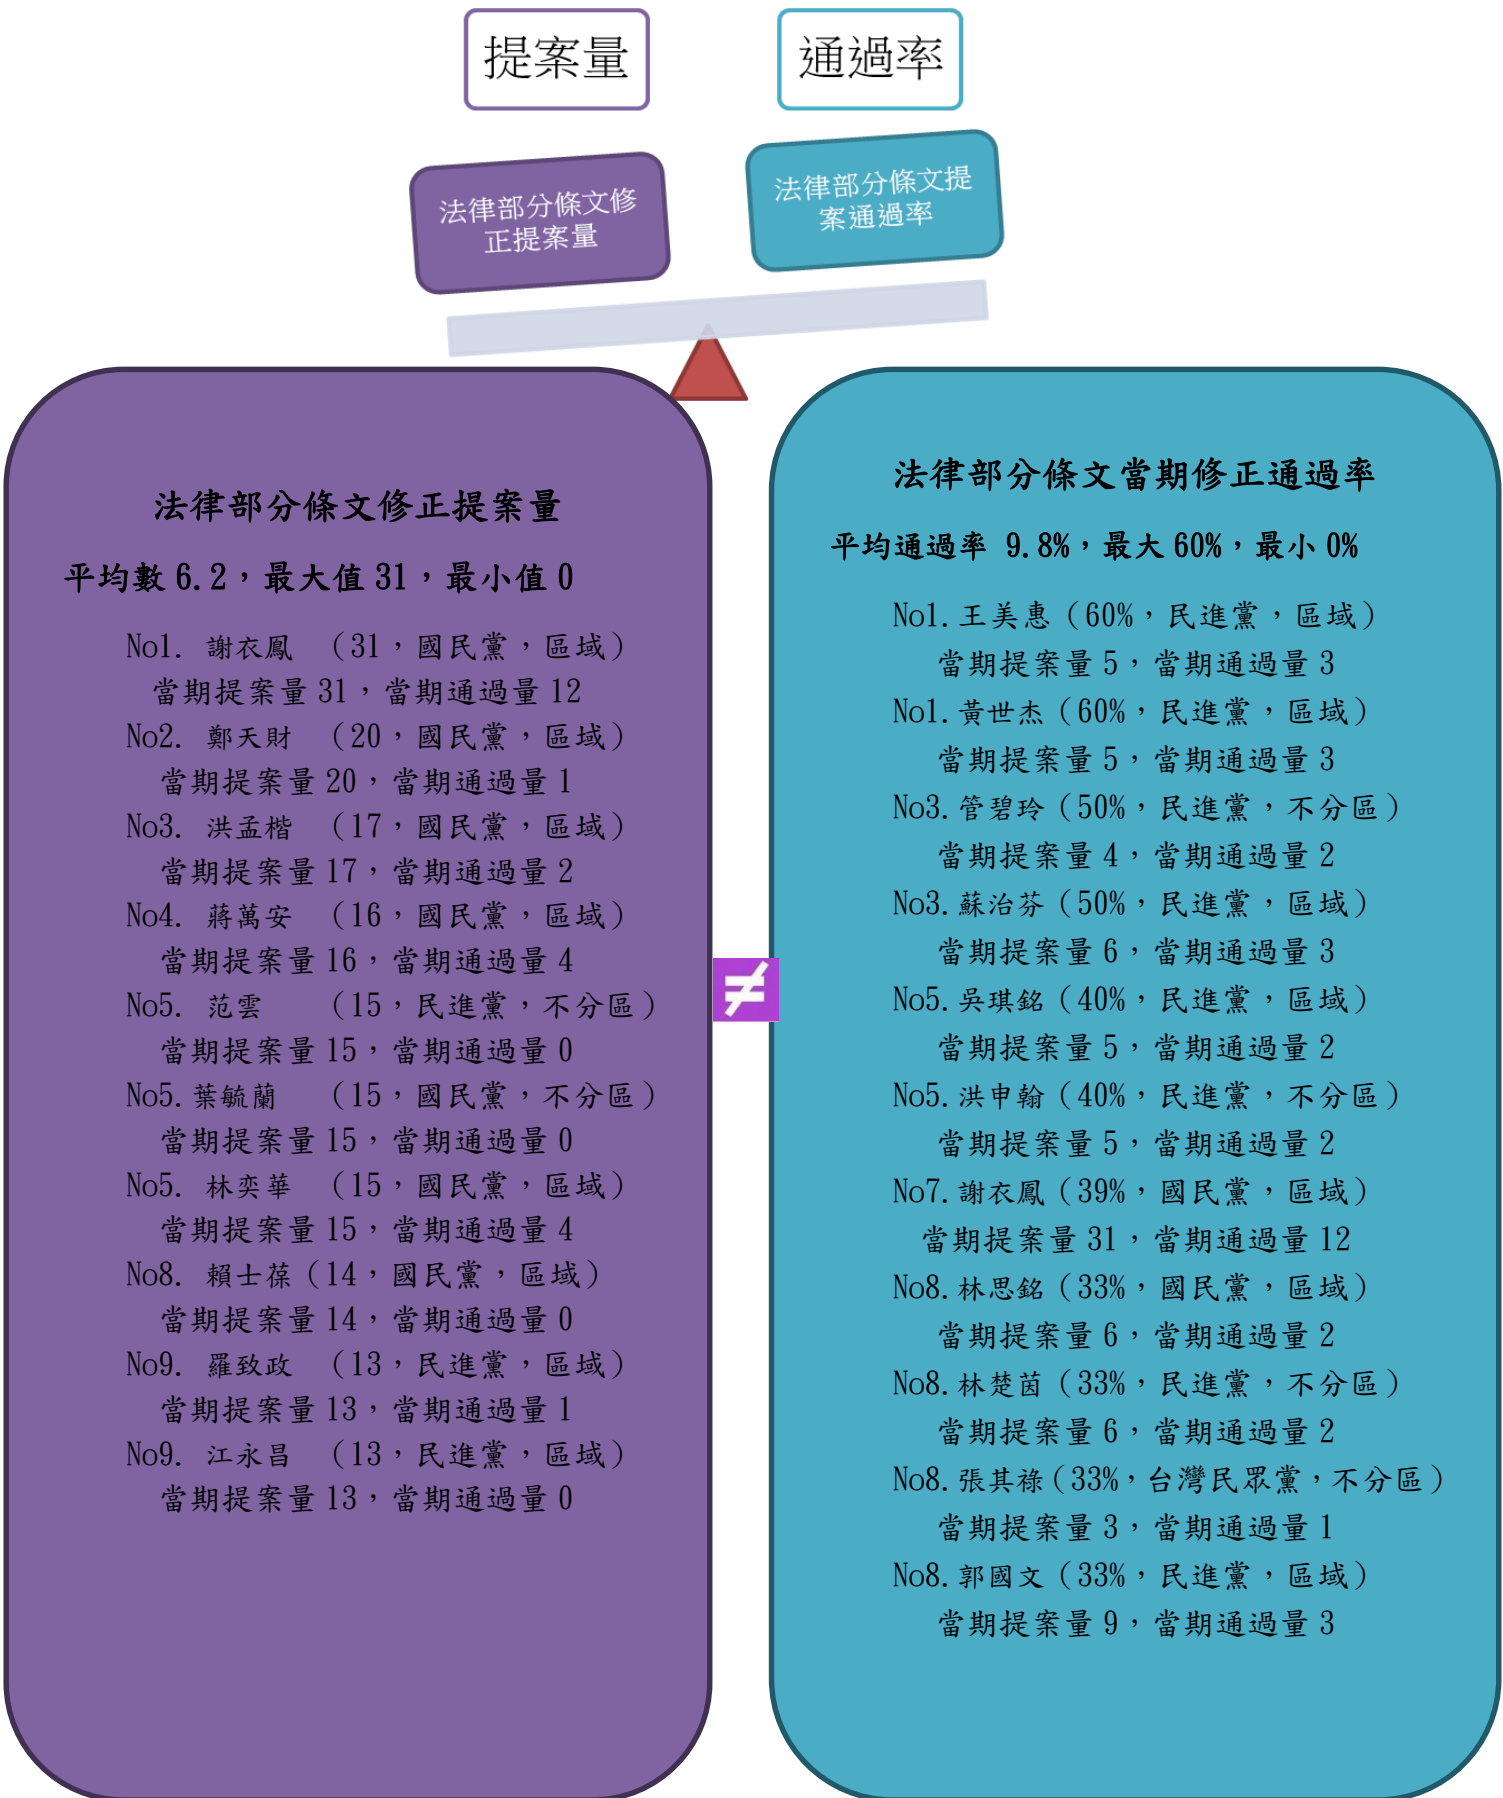 提案量
通過率
法律部分條文修
正提案量
法律部分條文提
案通過率
法律部分條文修正提案量
平均數 6.2，最大值 31，最小值 0
No1. 謝衣鳳 （31，國民黨，區域）
當期提案量 31，當期通過量 12
No2. 鄭天財 （20，國民黨，區域）
當期提案量 20，當期通過量 1
No3. 洪孟楷 （17，國民黨，區域）
當期提案量 17，當期通過量 2
No4. 蔣萬安 （16，國民黨，區域）
當期提案量 16，當期通過量 4
No5. 范雲 （15，民進黨，不分區）
當期提案量 15，當期通過量 0
No5. 葉毓蘭 （15，國民黨，不分區）
當期提案量 15，當期通過量 0
No5. 林奕華 （15，國民黨，區域）
當期提案量 15，當期通過量 4
No8. 賴士葆（14，國民黨，區域）
當期提案量 14，當期通過量 0
No9. 羅致政 （13，民進黨，區域）
當期提案量 13，當期通過量 1
No9. 江永昌 （13，民進黨，區域）
當期提案量 13，當期通過量 0
≠
法律部分條文當期修正通過率
平均通過率 9.8%，最大 60%，最小 0%
No1. 王美惠（60%，民進黨，區域）
當期提案量 5，當期通過量 3
No1. 黃世杰（60%，民進黨，區域）
當期提案量 5，當期通過量 3
No3. 管碧玲（50%，民進黨，不分區）
當期提案量 4，當期通過量 2
No3. 蘇治芬（50%，民進黨，區域）
當期提案量 6，當期通過量 3
No5. 吳琪銘（40%，民進黨，區域）
當期提案量 5，當期通過量 2
No5. 洪申翰（40%，民進黨，不分區）
當期提案量 5，當期通過量 2
No7. 謝衣鳳（39%，國民黨，區域）
當期提案量 31，當期通過量 12
No8. 林思銘（33%，國民黨，區域）
當期提案量 6，當期通過量 2
No8. 林楚茵（33%，民進黨，不分區）
當期提案量 6，當期通過量 2
No8. 張其祿（33%，台灣民眾黨，不分區）
當期提案量 3，當期通過量 1
No8. 郭國文（33%，民進黨，區域）
當期提案量 9，當期通過量 3